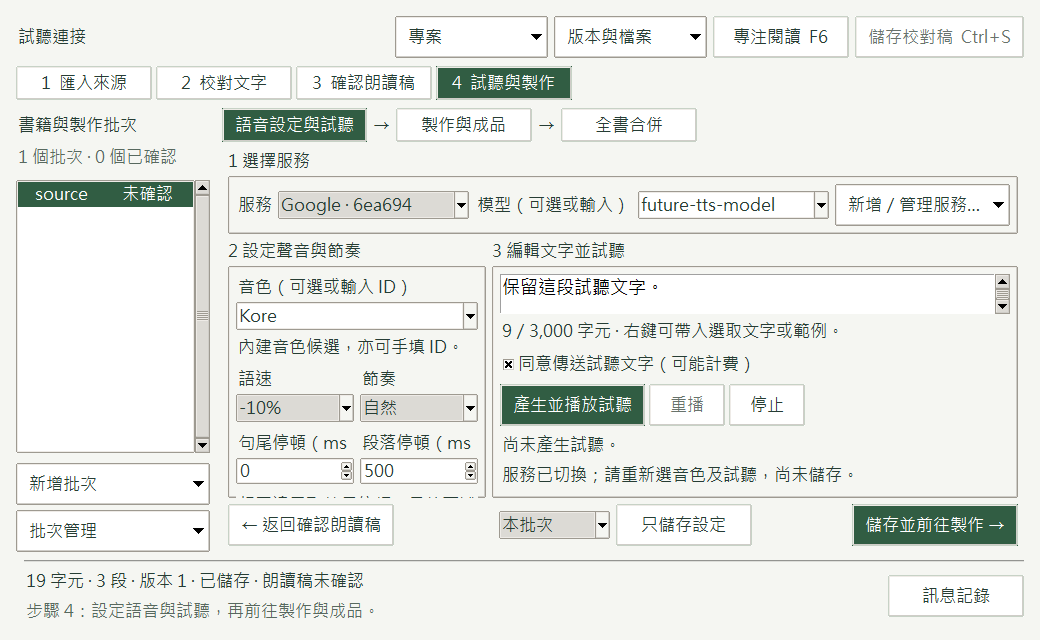 試聽連接
專案
版本與檔案
專注閱讀 F6
儲存校對稿 Ctrl+S
1 匯入來源
2 校對文字
3 確認朗讀稿
4 試聽與製作
書籍與製作批次
語音設定與試聽
→
製作與成品
→
全書合併
1 個批次 · 0 個已確認
source 未確認
1 選擇服務
服務
Google · 6ea694
模型（可選或輸入）
future-tts-model
新增 / 管理服務...
2 設定聲音與節奏
音色（可選或輸入 ID）
Kore
內建音色候選，亦可手填 ID。
語速
節奏
-10%
自然
句尾停頓（ms
段落停頓（ms
0
500
3 編輯文字並試聽
保留這段試聽文字。
9 / 3,000 字元 · 右鍵可帶入選取文字或範例。
同意傳送試聽文字（可能計費）
產生並播放試聽
重播
停止
尚未產生試聽。
服務已切換；請重新選音色及試聽，尚未儲存。
新增批次
批次管理
← 返回確認朗讀稿
本批次
只儲存設定
儲存並前往製作 →
19 字元 · 3 段 · 版本 1 · 已儲存 · 朗讀稿未確認
步驟 4：設定語音與試聽，再前往製作與成品。
訊息記錄